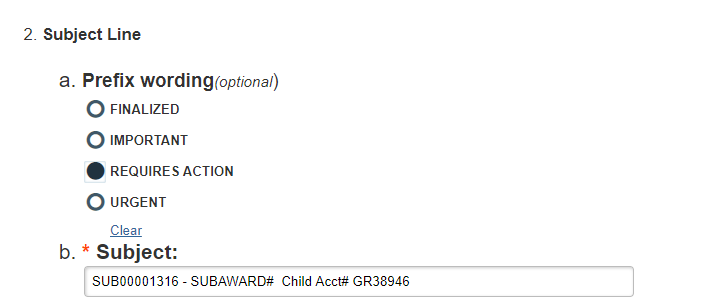 2. Subject Line
a. Prefix wording(optional)
FINALIZED
IMPORTANT
REQUIRES ACTION
URGENT
Clear
b. * Subject:
SUB00001316 - SUBAWARD#  Child Acct# GR38946